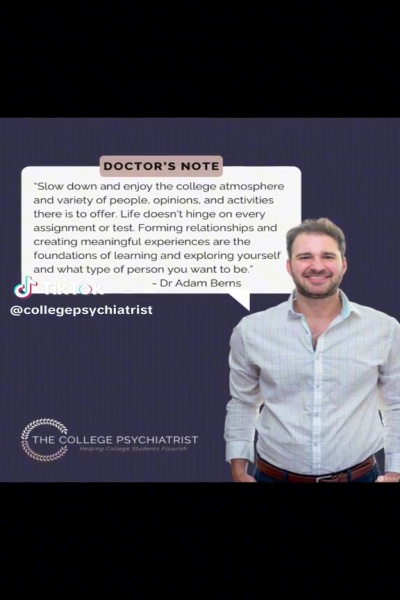 DOCTOR'S NOTE
"Slow down and enjoy the college atmosphere
and variety of people, opinions, and activities
there is to offer. Life doesn't hinge on every
assignment or test. Forming relationships and
creating meaningful experiences are the
foundations of learning and exploring yourself
and what type of person you want to be."
- Dr Adam Berns
TikTok
@collegepsychiatrist
THE COLLEGE PSYCHIATRIST
Helping College Students Flourish